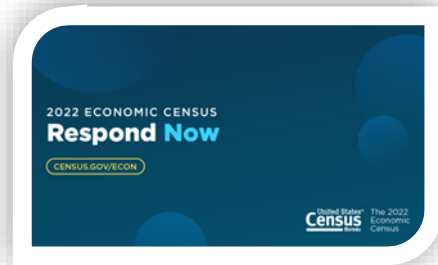 2022 ECONOMIC CENSUS
Respond Now
CENSUS.GOV/ECON
United States®
Census
Bureau
The 2022
Economic
Census